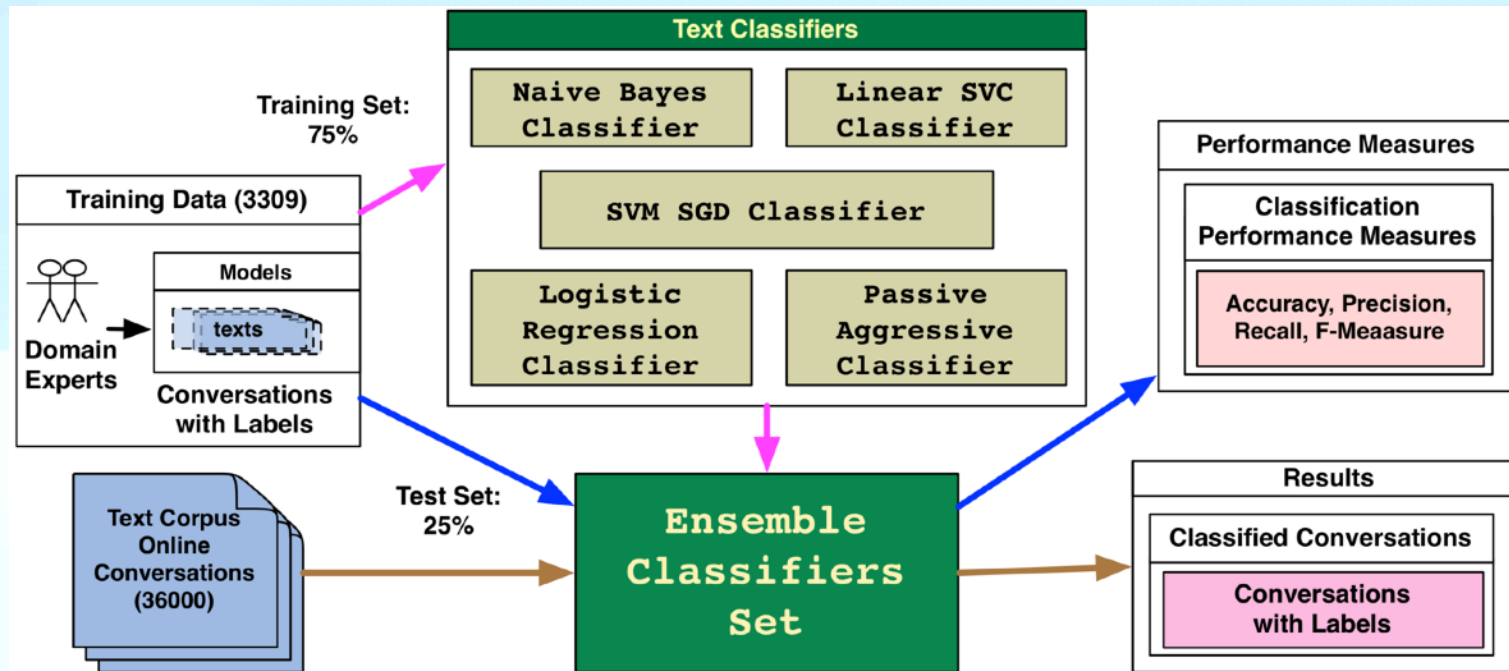 Text Classifiers
Naive Bayes
Classifier
Linear SVC
Classifier
SVM SGD Classifier
Logistic
Regression
Classifier
Passive
Aggressive
Classifier
Training Set:
75%
Training Data (3309)
Models
texts
Domain
Experts
Conversations
with Labels
Test Set:
25%
Text Corpus
Online
Conversations
(36000)
Ensemble
Classifiers
Set
Performance Measures
Classification
Performance Measures
Accuracy, Precision,
Recall, F-Meaasure
Results
Classified Conversations
Conversations
with Labels